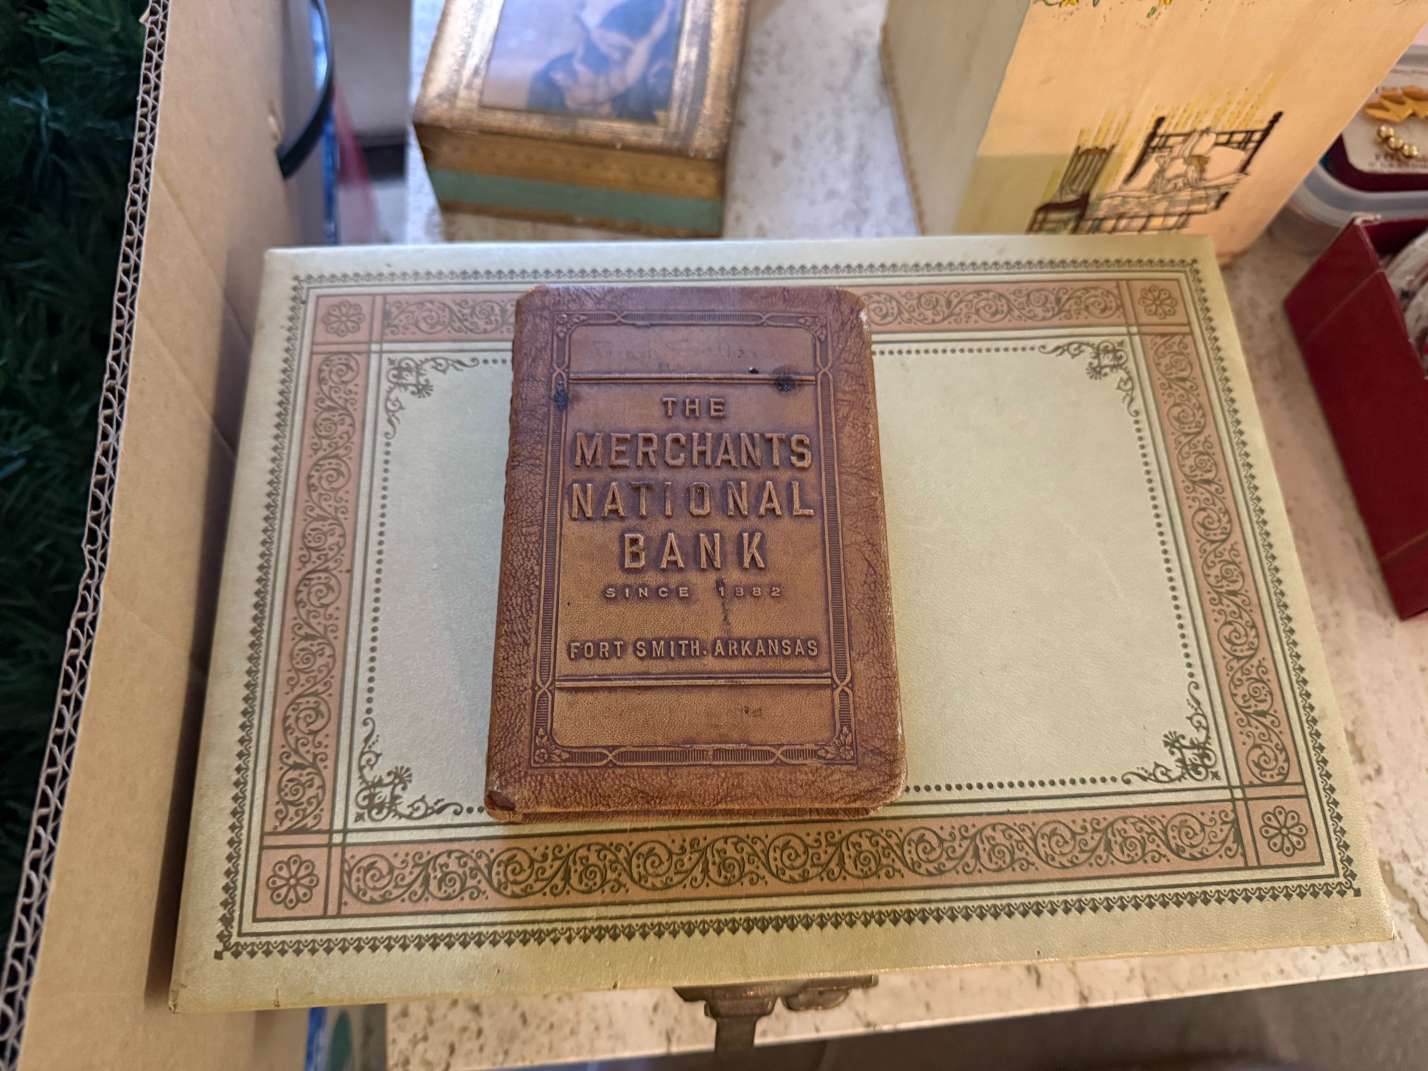 THE
MERCHANTS
NATIONAL
BANK
SINCE 1882
FORT SMITH, ARKANSAS